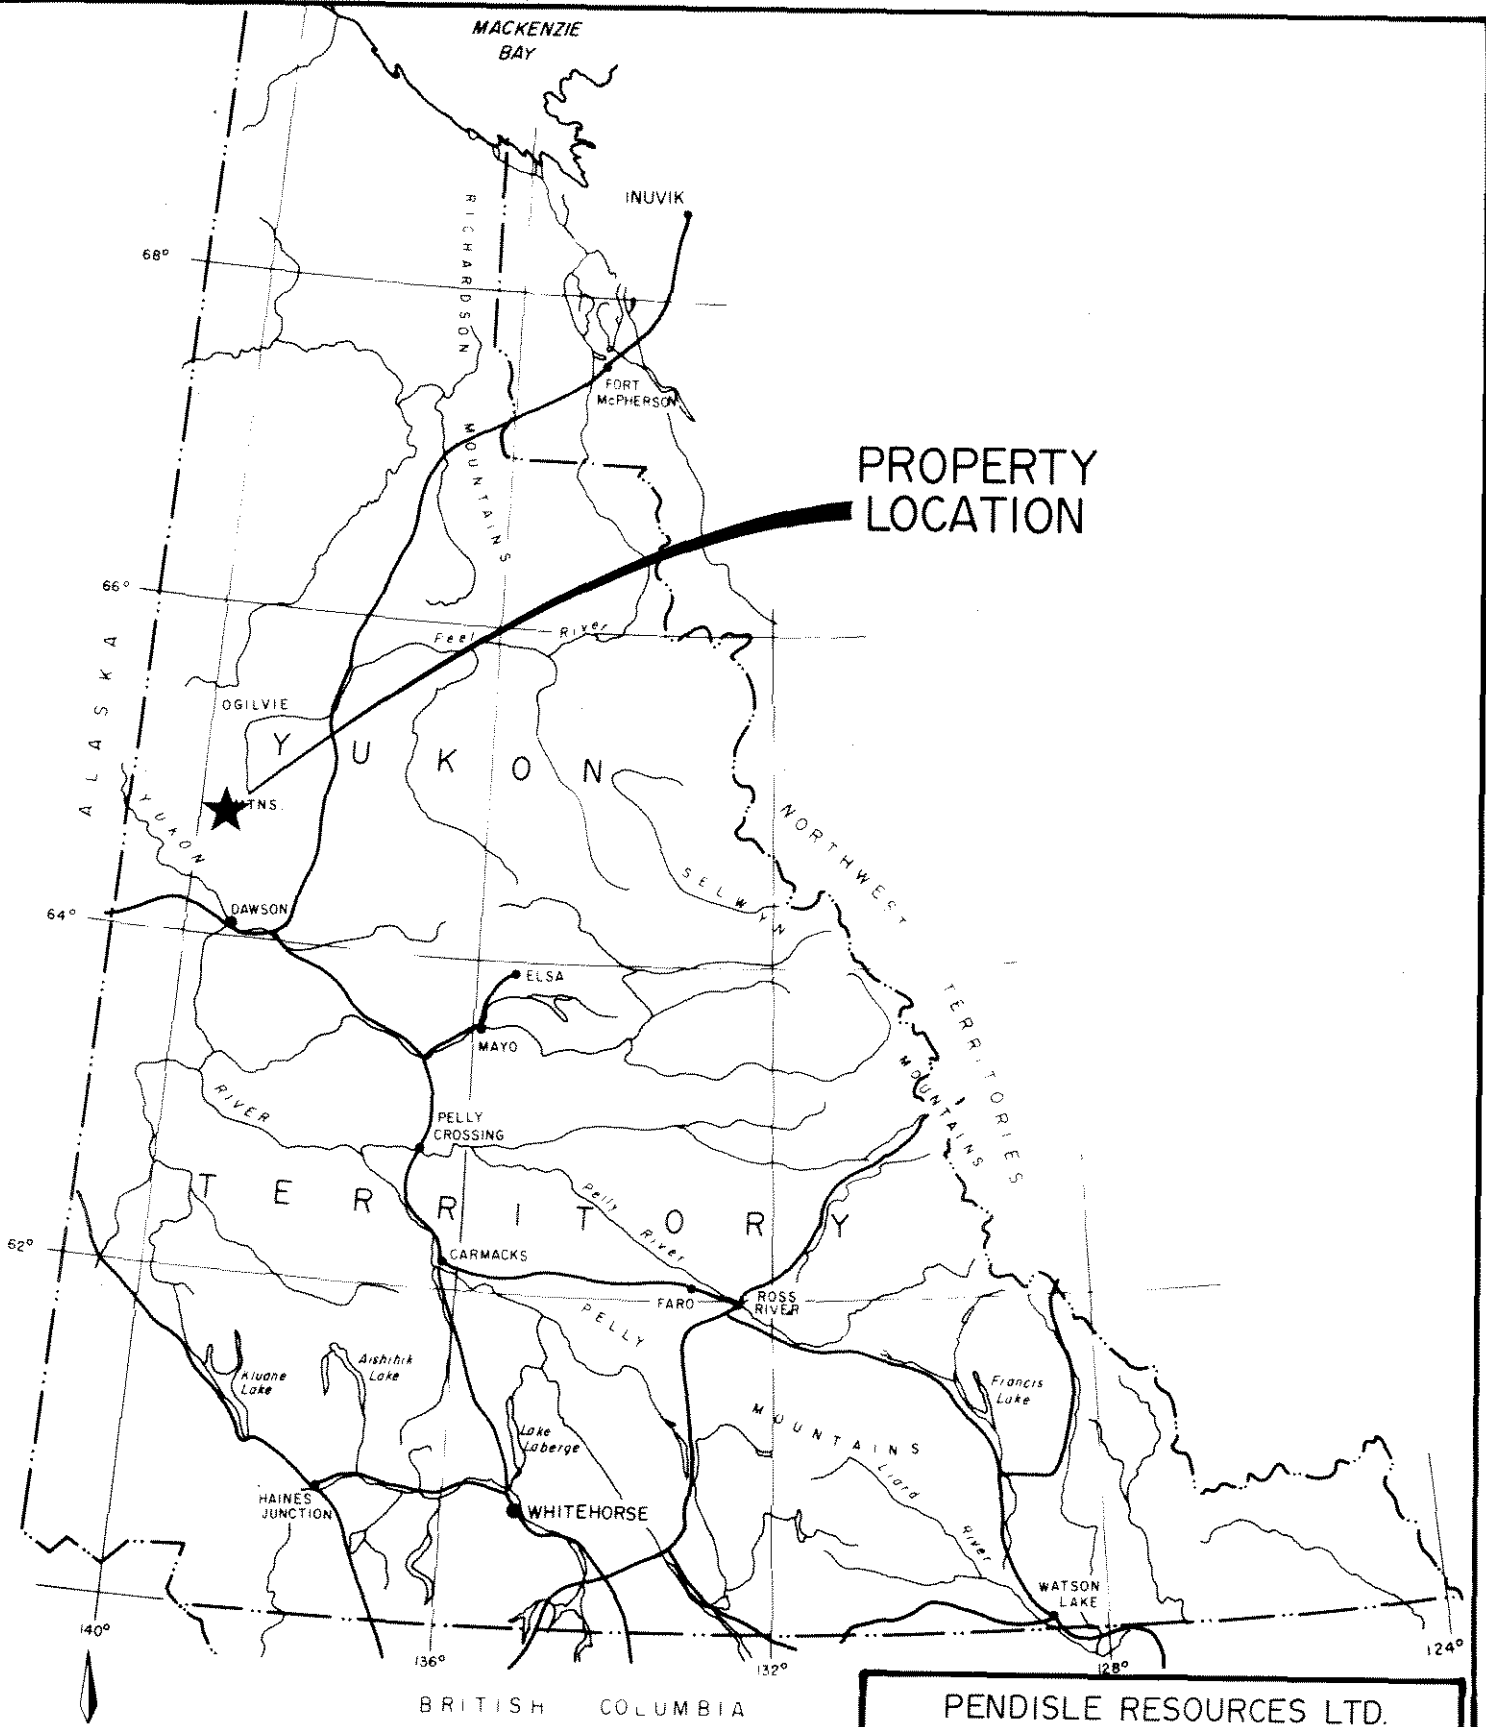 MACKENZIE
BAY
INUVIK
RICHARDSON
68°
FORT
McPHERSON
MOUNTAINS
PROPERTY
LOCATION
66°
Peel River
ALASKA
OGILVIE
YUKON
MTNS.
YUKON
NORTHWEST
SELWYN
64°
DAWSON
ELSA
TERRITORIES
MAYO
MOUNTAINS
RIVER
PELLY
CROSSING
TERRITORY
Pelly River
62°
CARMACKS
FARO
ROSS
RIVER
PELLY
Kluane
Lake
Aishihik
Lake
Francis
Lake
MOUNTAINS
Lake
Laberge
Liard River
HAINES
JUNCTION
WHITEHORSE
WATSON
LAKE
140°
136°
132°
128°
124°
BRITISH COLUMBIA
PENDISLE RESOURCES LTD.